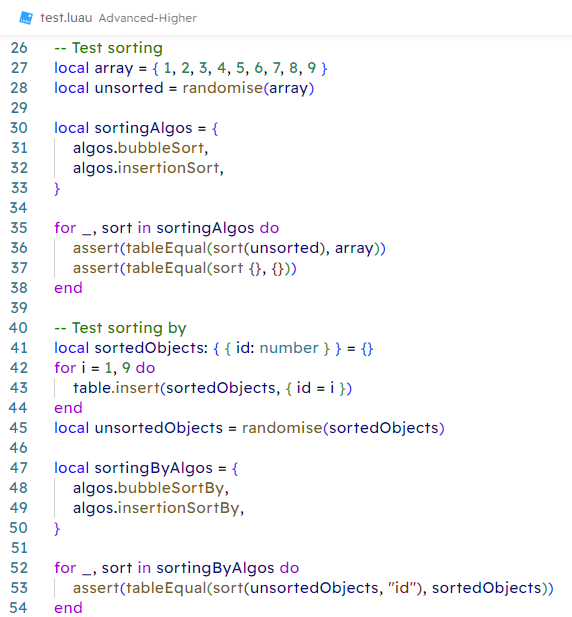 test.luau Advanced-Higher
26 -- Test sorting
27 local array = { 1, 2, 3, 4, 5, 6, 7, 8, 9 }
28 local unsorted = randomise(array)
29
30 local sortingAlgos = {
31 algos.bubbleSort,
32 algos.insertionSort,
33 }
34
35 for _, sort in sortingAlgos do
36 assert(tableEqual(sort(unsorted), array))
37 assert(tableEqual(sort {}, {}))
38 end
39
40 -- Test sorting by
41 local sortedObjects: { { id: number } } = {}
42 for i = 1, 9 do
43 table.insert(sortedObjects, { id = i })
44 end
45 local unsortedObjects = randomise(sortedObjects)
46
47 local sortingByAlgos = {
48 algos.bubbleSortBy,
49 algos.insertionSortBy,
50 }
51
52 for _, sort in sortingByAlgos do
53 assert(tableEqual(sort(unsortedObjects, "id"), sortedObjects))
54 end